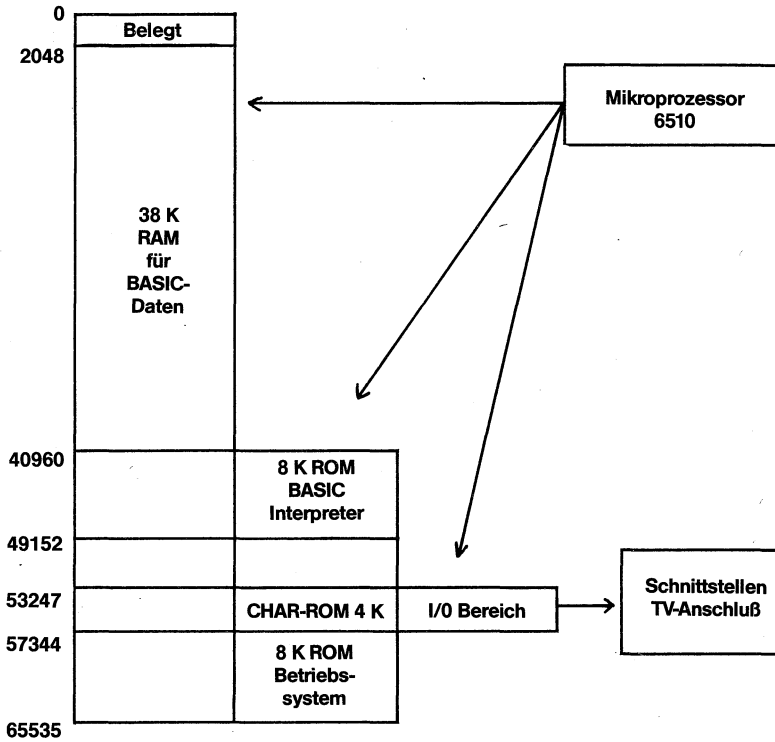 0
Belegt
2048
Mikroprozessor
6510
38 K
RAM
für
BASIC-
Daten
40960
8 K ROM
BASIC
Interpreter
49152
53247
CHAR-ROM 4 K
I/0 Bereich
Schnittstellen
TV-Anschluß
57344
8 K ROM
Betriebs-
system
65535